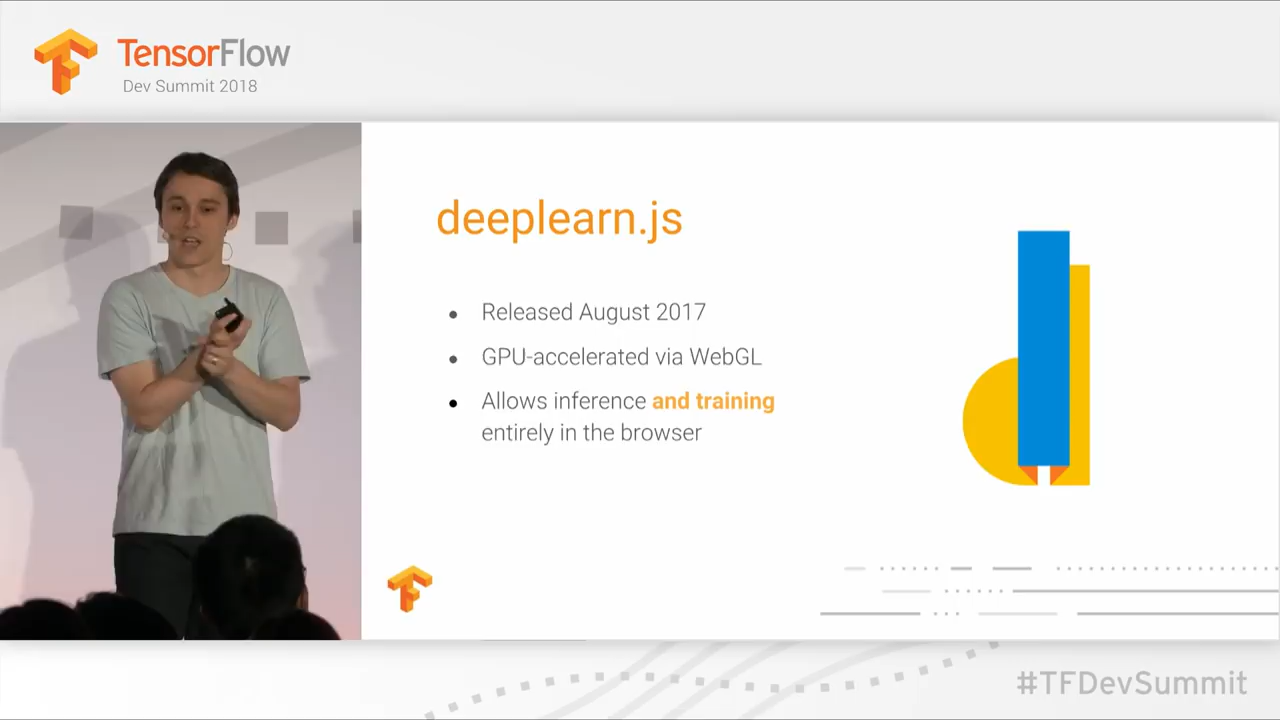 TensorFlow
Dev Summit 2018
deeplearn.js
• Released August 2017
• GPU-accelerated via WebGL
• Allows inference and training
entirely in the browser
#TFDevSummit